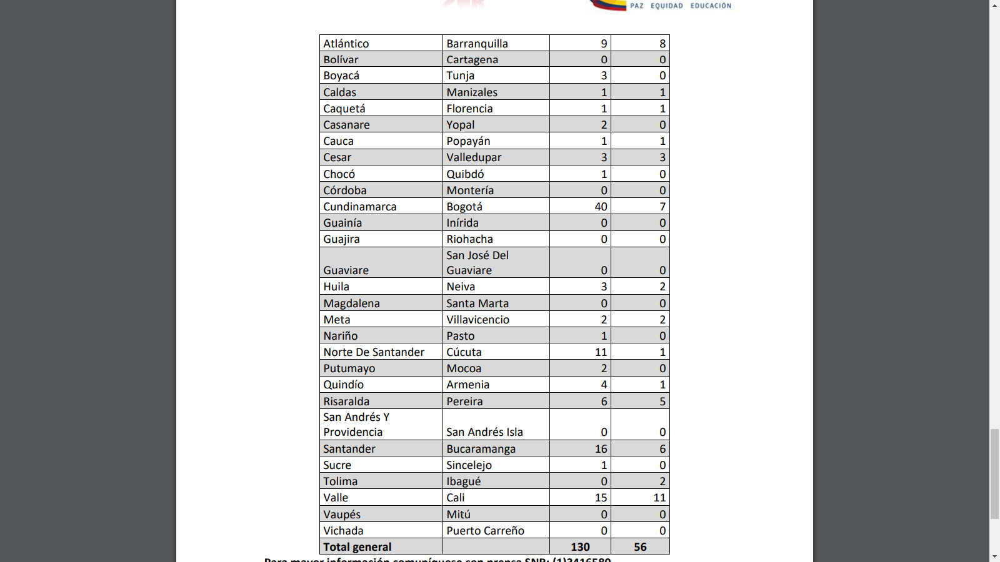 PAZ EQUIDAD EDUCACIÓN
Atlántico Barranquilla 9 8
Bolívar Cartagena 0 0
Boyacá Tunja 3 0
Caldas Manizales 1 1
Caquetá Florencia 1 1
Casanare Yopal 2 0
Cauca Popayán 1 1
Cesar Valledupar 3 3
Chocó Quibdó 1 0
Córdoba Montería 0 0
Cundinamarca Bogotá 40 7
Guainía Inírida 0 0
Guajira Riohacha 0 0
San José Del
Guaviare Guaviare 0 0
Huila Neiva 3 2
Magdalena Santa Marta 0 0
Meta Villavicencio 2 2
Nariño Pasto 1 0
Norte De Santander Cúcuta 11 1
Putumayo Mocoa 2 0
Quindío Armenia 4 1
Risaralda Pereira 6 5
San Andrés Y
Providencia San Andrés Isla 0 0
Santander Bucaramanga 16 6
Sucre Sincelejo 1 0
Tolima Ibagué 0 2
Valle Cali 15 11
Vaupés Mitú 0 0
Vichada Puerto Carreño 0 0
Total general 130 56
Para mayor información comuníquese con prensa SNR: (1)3416580